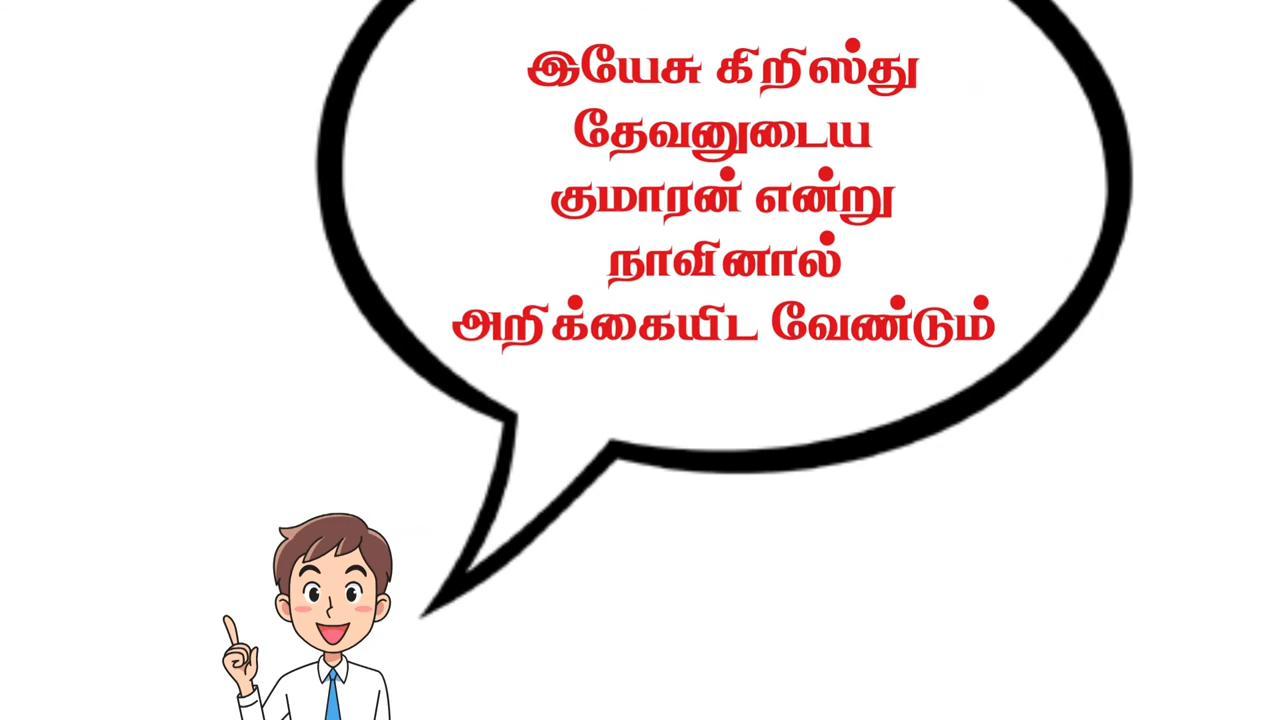 இயேசு கிறிஸ்து
தேவனுடைய
குமாரன் என்று
நாவினால்
அறிக்கையிட வேண்டும்